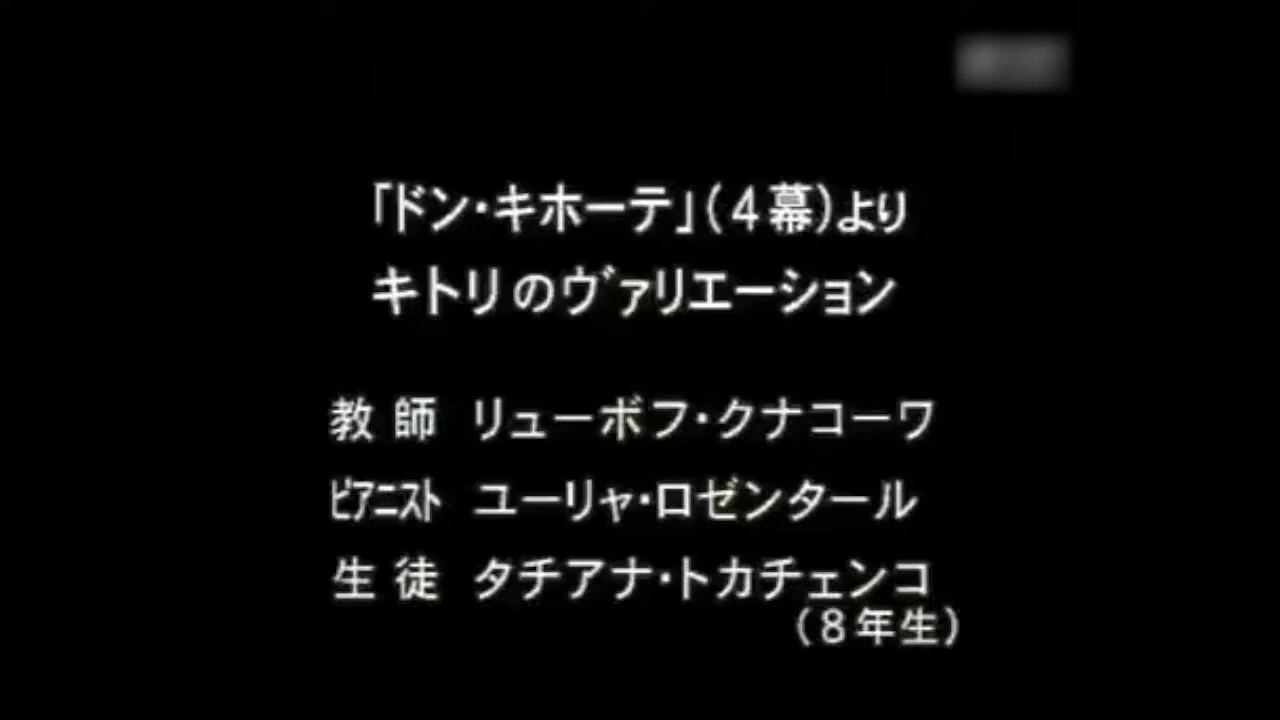 「ドン・キホーテ」（４幕）より
キトリのヴァリエーション
教師 リューボフ・クナコーワ
ピアニスト ユーリャ・ロゼンタール
生徒 タチアナ・トカチェンコ
（８年生）